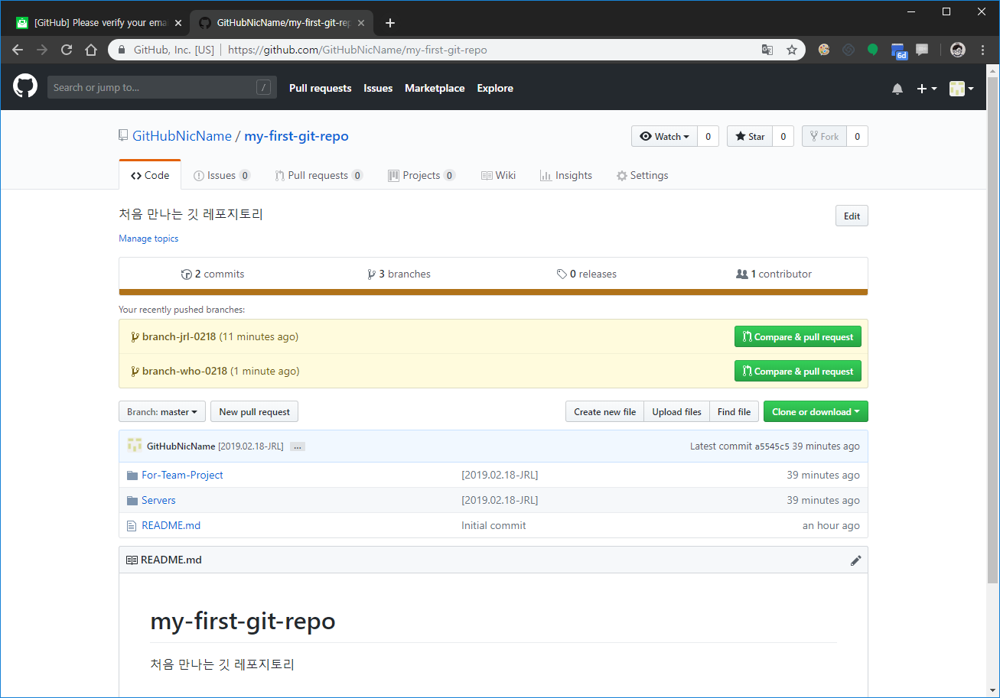 [GitHub] Please verify your ema
GitHubNicName/my-first-git-rep
GitHub, Inc. [US] | https://github.com/GitHubNicName/my-first-git-repo
6d
Search or jump to... /
Pull requests Issues Marketplace Explore
GitHubNicName / my-first-git-repo
Watch 0 Star 0 Fork 0
Code Issues 0 Pull requests 0 Projects 0 Wiki Insights Settings
처음 만나는 깃 레포지토리 Edit
Manage topics
2 commits 3 branches 0 releases 1 contributor
Your recently pushed branches:
branch-jrl-0218 (11 minutes ago) Compare & pull request
branch-who-0218 (1 minute ago) Compare & pull request
Branch: master New pull request Create new file Upload files Find file Clone or download
GitHubNicName [2019.02.18-JRL] ... Latest commit a5545c5 39 minutes ago
For-Team-Project [2019.02.18-JRL] 39 minutes ago
Servers [2019.02.18-JRL] 39 minutes ago
README.md Initial commit an hour ago
README.md
my-first-git-repo
처음 만나는 깃 레포지토리